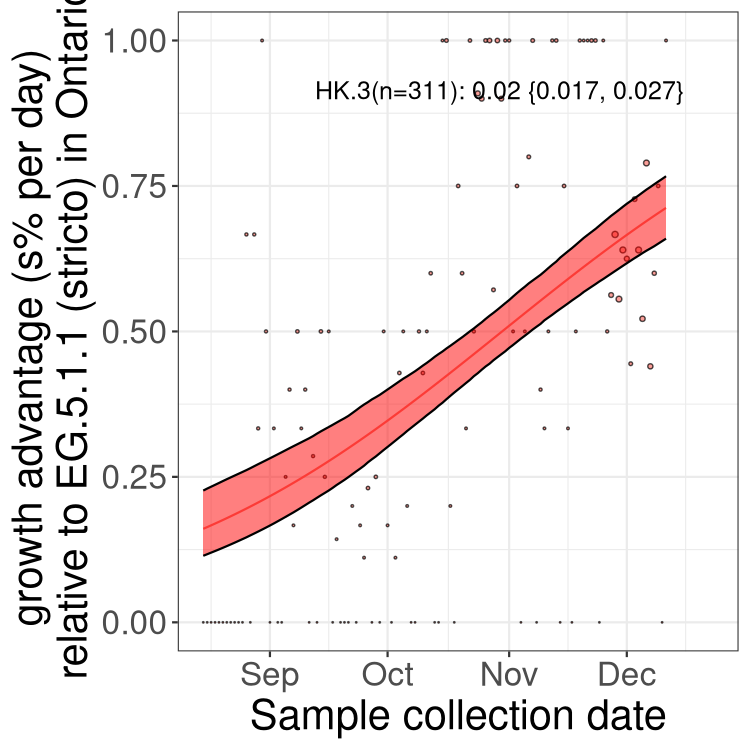 growth advantage (s% per day)
relative to EG.5.1.1 (stricto) in Ontario
1.00
0.75
0.50
0.25
0.00
HK.3(n=311): 0.02 {0.017, 0.027}
Sep Oct Nov Dec
Sample collection date